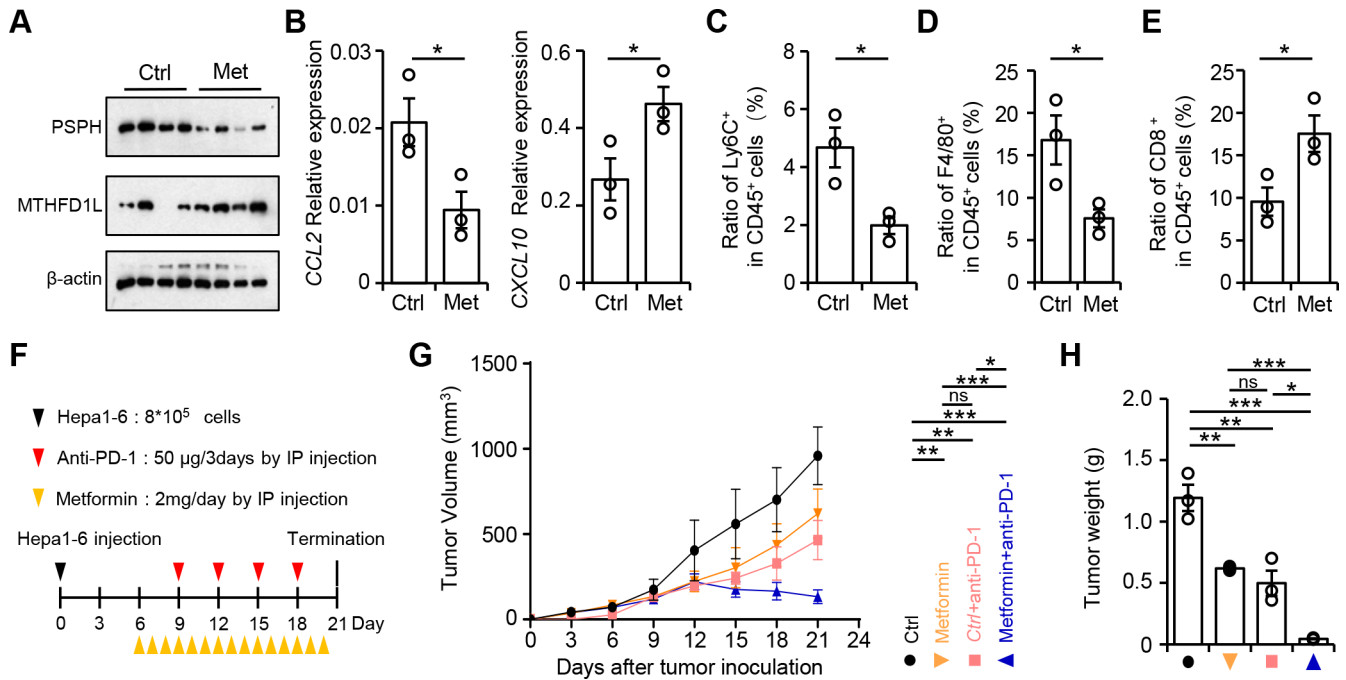 A
Ctrl Met
PSPH
MTHFD1L
β-actin
B
CCL2 Relative expression
0.03
0.02
0.01
0
*
Ctrl Met
CXCL10 Relative expression
0.6
0.4
0.2
0
*
Ctrl Met
C
Ratio of Ly6C⁺
in CD45⁺ cells (%)
8
6
4
2
0
*
Ctrl Met
D
Ratio of F4/80⁺
in CD45⁺ cells (%)
25
20
15
10
5
0
*
Ctrl Met
E
Ratio of CD8⁺
in CD45⁺ cells (%)
25
20
15
10
5
0
*
Ctrl Met
F
Hepa1-6 : 8*10⁵ cells
Anti-PD-1 : 50 μg/3days by IP injection
Metformin : 2mg/day by IP injection
Hepa1-6 injection Termination
0 3 6 9 12 15 18 21 Day
G
Tumor Volume (mm³)
1500
1000
500
0
0 3 6 9 12 15 18 21 24
Days after tumor inoculation
*
***
ns
***
**
**
Ctrl
Metformin
Ctrl+anti-PD-1
Metformin+anti-PD-1
H
Tumor weight (g)
2.0
1.5
1.0
0.5
0
***
ns *
***
**
**